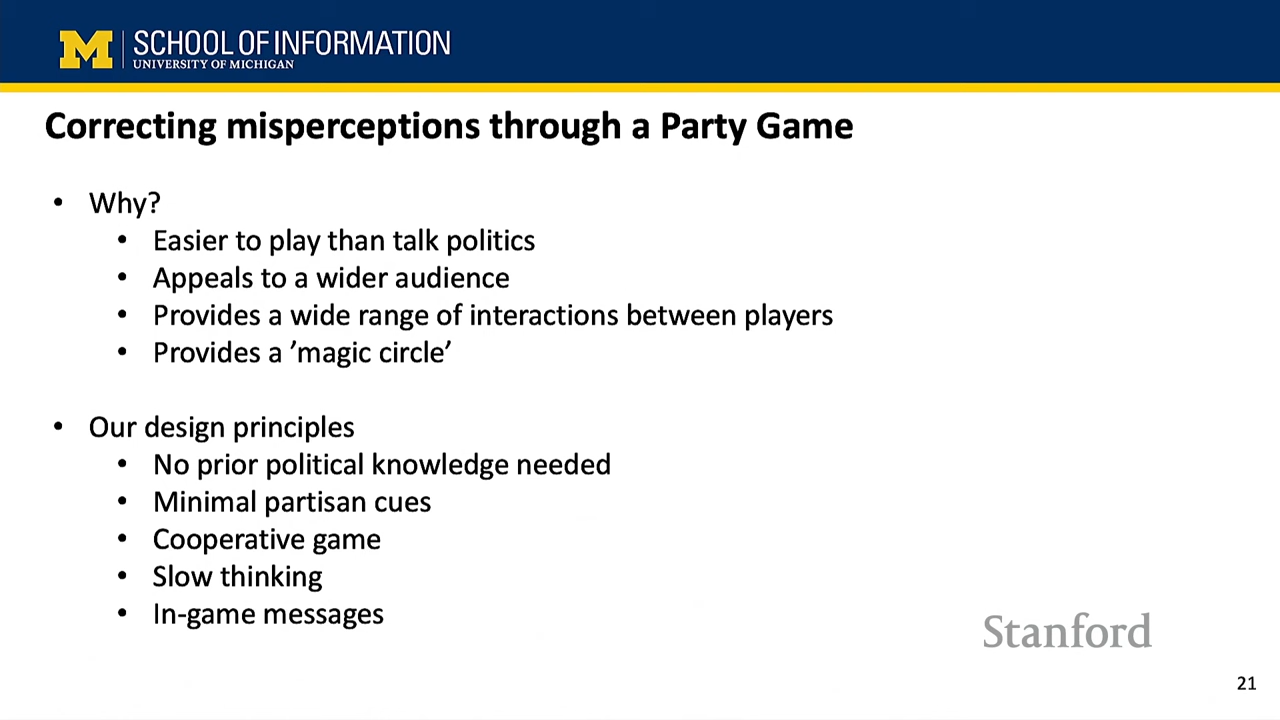 M SCHOOL OF INFORMATION
UNIVERSITY OF MICHIGAN
Correcting misperceptions through a Party Game
• Why?
• Easier to play than talk politics
• Appeals to a wider audience
• Provides a wide range of interactions between players
• Provides a ’magic circle’
• Our design principles
• No prior political knowledge needed
• Minimal partisan cues
• Cooperative game
• Slow thinking
• In-game messages
Stanford
21